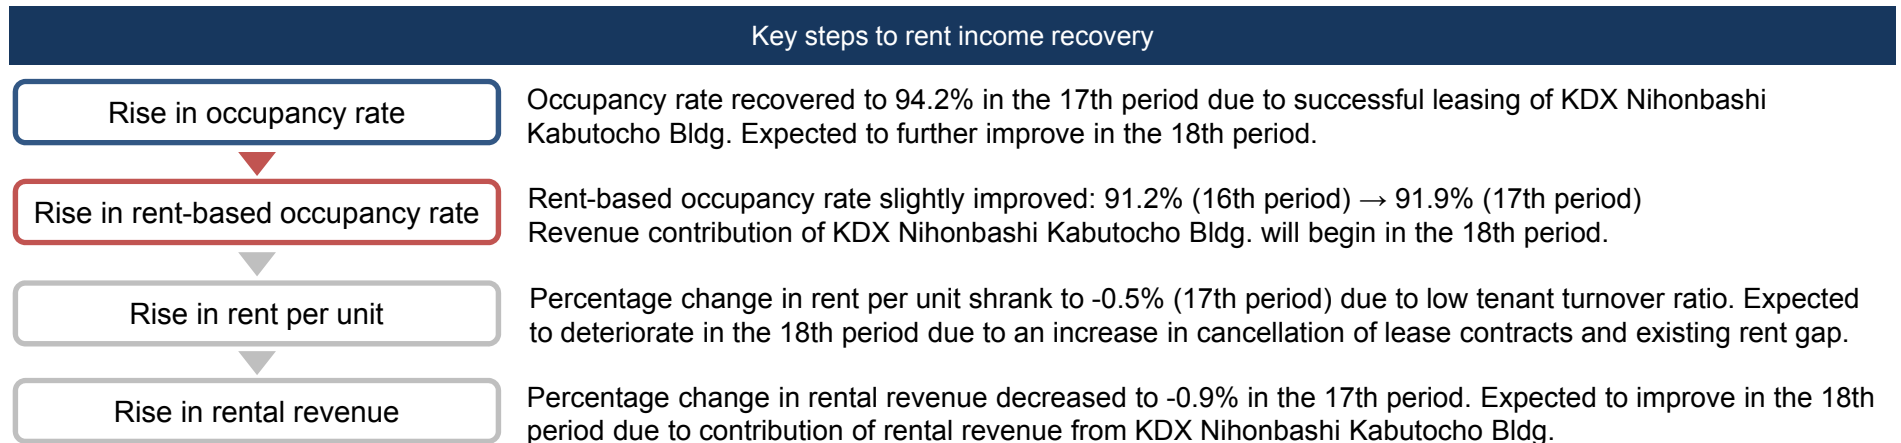 Key steps to rent income recovery
Rise in occupancy rate
Occupancy rate recovered to 94.2% in the 17th period due to successful leasing of KDX Nihonbashi
Kabutocho Bldg. Expected to further improve in the 18th period.
Rise in rent-based occupancy rate
Rent-based occupancy rate slightly improved: 91.2% (16th period) → 91.9% (17th period)
Revenue contribution of KDX Nihonbashi Kabutocho Bldg. will begin in the 18th period.
Rise in rent per unit
Percentage change in rent per unit shrank to -0.5% (17th period) due to low tenant turnover ratio. Expected
to deteriorate in the 18th period due to an increase in cancellation of lease contracts and existing rent gap.
Rise in rental revenue
Percentage change in rental revenue decreased to -0.9% in the 17th period. Expected to improve in the 18th
period due to contribution of rental revenue from KDX Nihonbashi Kabutocho Bldg.